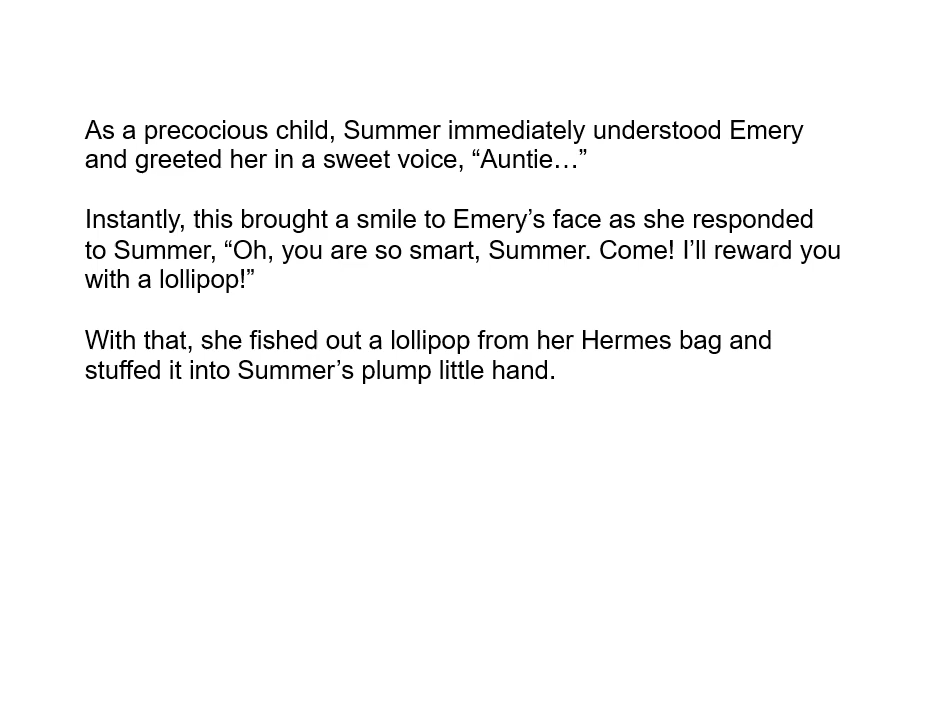 As a precocious child, Summer immediately understood Emery
and greeted her in a sweet voice, “Auntie…”
Instantly, this brought a smile to Emery’s face as she responded
to Summer, “Oh, you are so smart, Summer. Come! I’ll reward you
with a lollipop!”
With that, she fished out a lollipop from her Hermes bag and
stuffed it into Summer’s plump little hand.